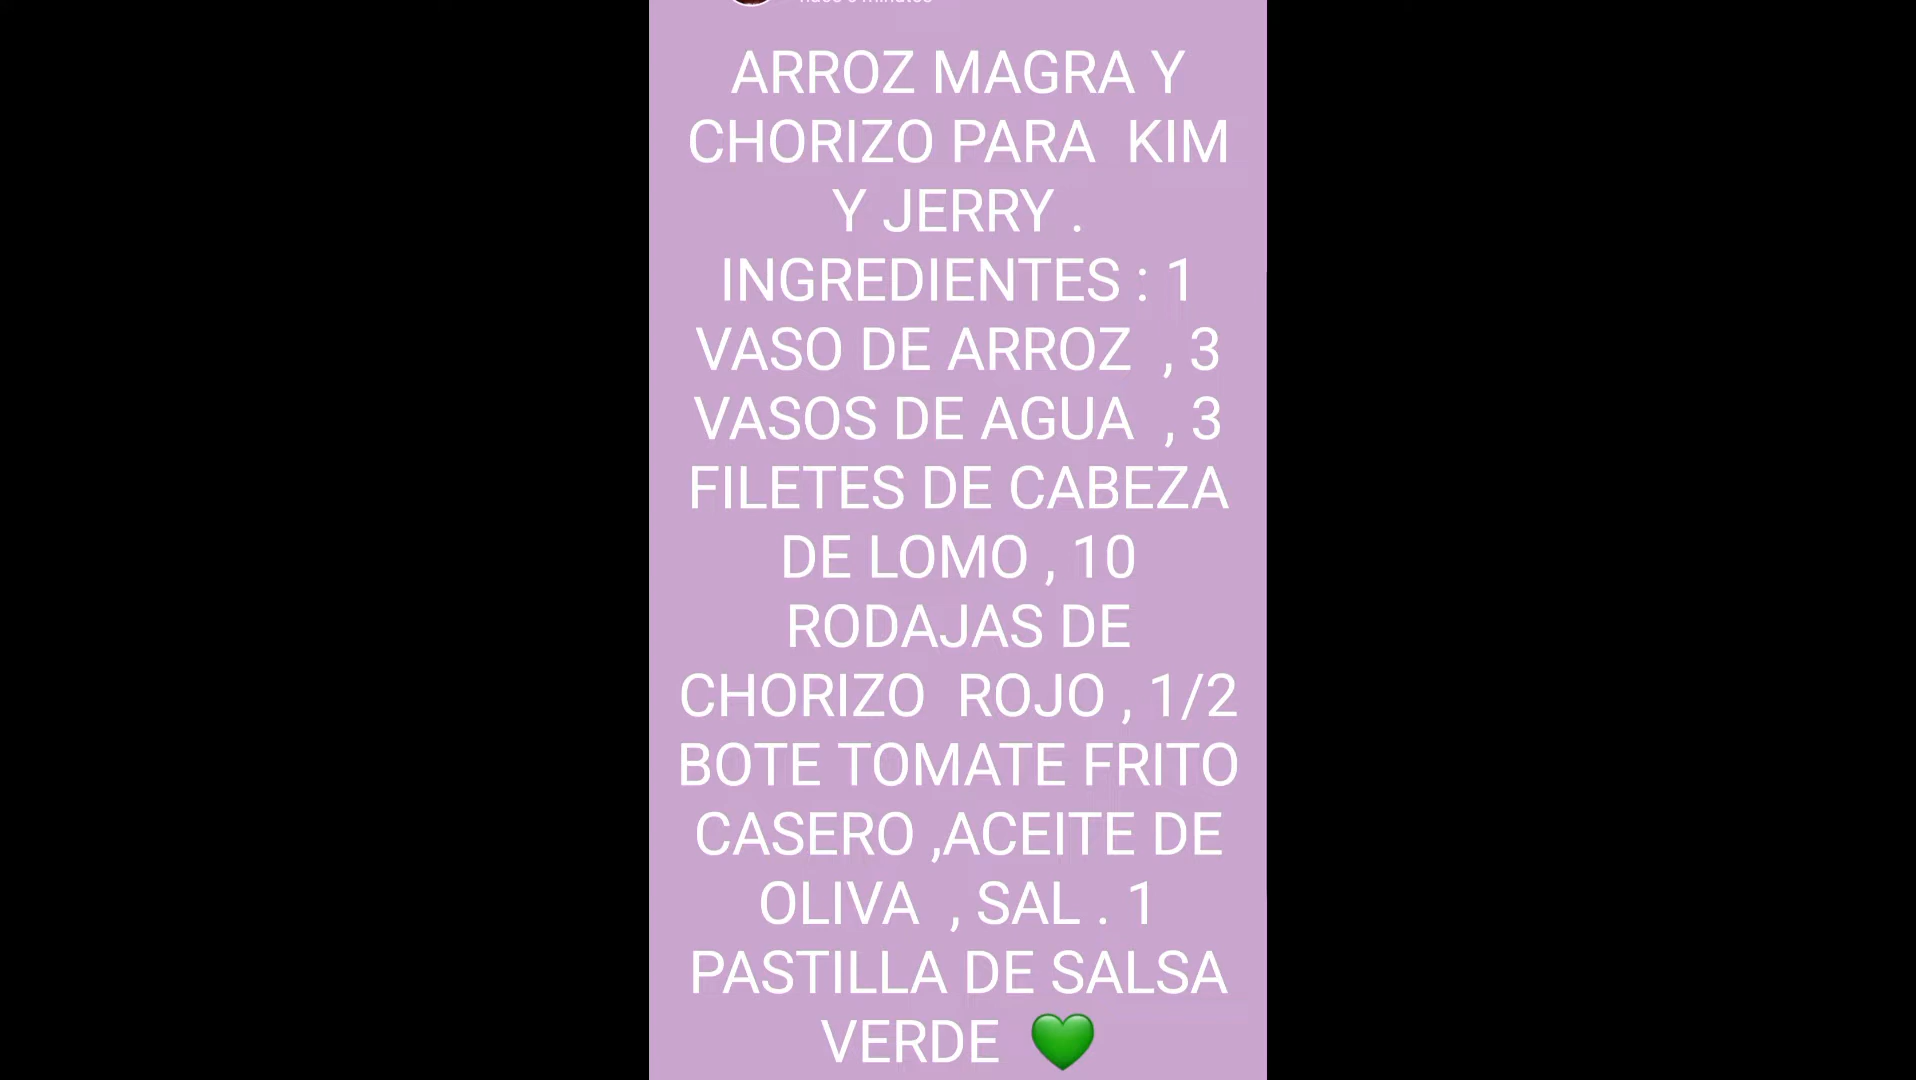 ARROZ MAGRA Y
CHORIZO PARA KIM
Y JERRY .
INGREDIENTES : 1
VASO DE ARROZ , 3
VASOS DE AGUA , 3
FILETES DE CABEZA
DE LOMO , 10
RODAJAS DE
CHORIZO ROJO , 1/2
BOTE TOMATE FRITO
CASERO ,ACEITE DE
OLIVA , SAL . 1
PASTILLA DE SALSA
VERDE 💚